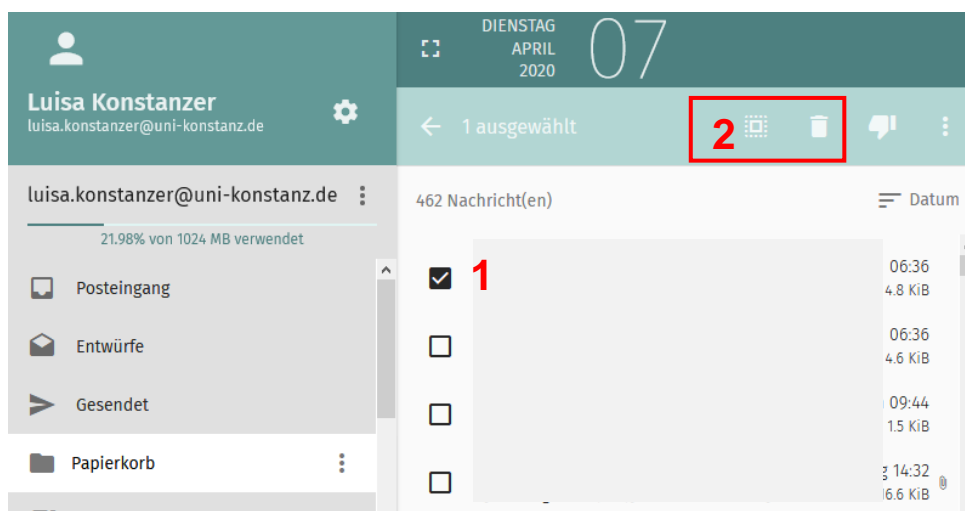 Luisa Konstanzer
luisa.konstanzer@uni-konstanz.de
DIENSTAG
APRIL
2020
07
1 ausgewählt
2
luisa.konstanzer@uni-konstanz.de
21.98% von 1024 MB verwendet
Posteingang
Entwürfe
Gesendet
Papierkorb
462 Nachricht(en)
Datum
1
06:36
4.8 KiB
06:36
4.6 KiB
09:44
1.5 KiB
14:32
16.6 KiB